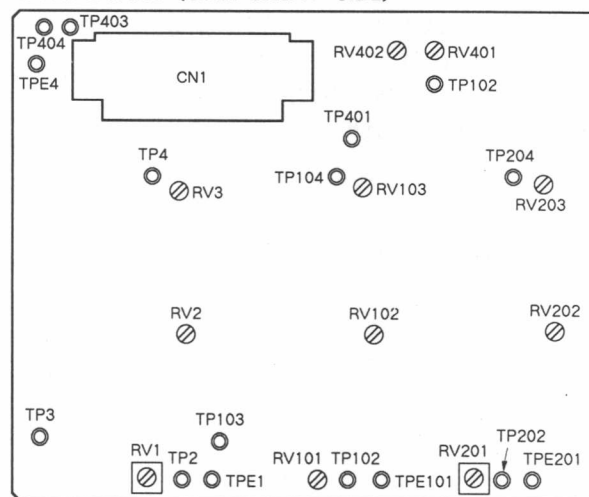 TP403
TP404
RV402
RV401
TPE4
CN1
TP102
TP401
TP4
TP104
TP204
RV3
RV103
RV203
RV2
RV102
RV202
TP3
TP103
RV1
TP2
TPE1
RV101
TP102
TPE101
RV201
TP202
TPE201